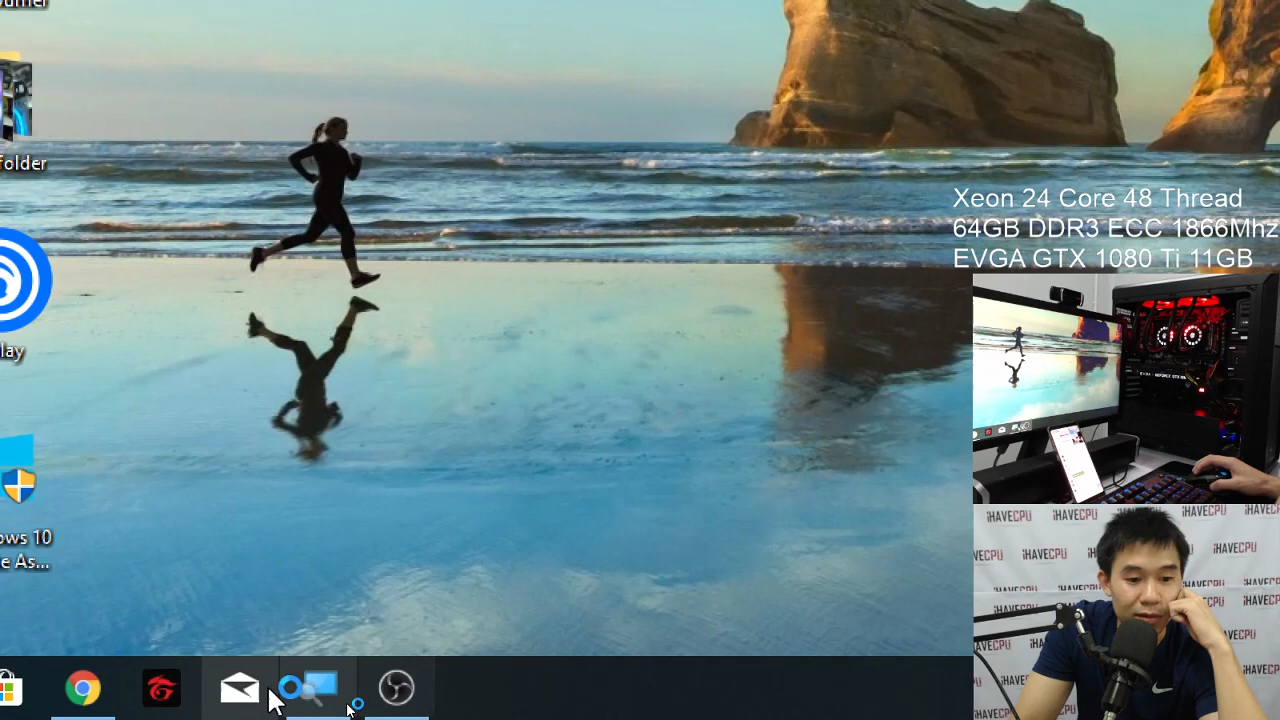 folder
lay
ows 10
e As...
Xeon 24 Core 48 Thread
64GB DDR3 ECC 1866Mhz
EVGA GTX 1080 Ti 11GB
iHAVECPU iHAVECPU iHAVECPU
iHAVECPU iHAVECPU